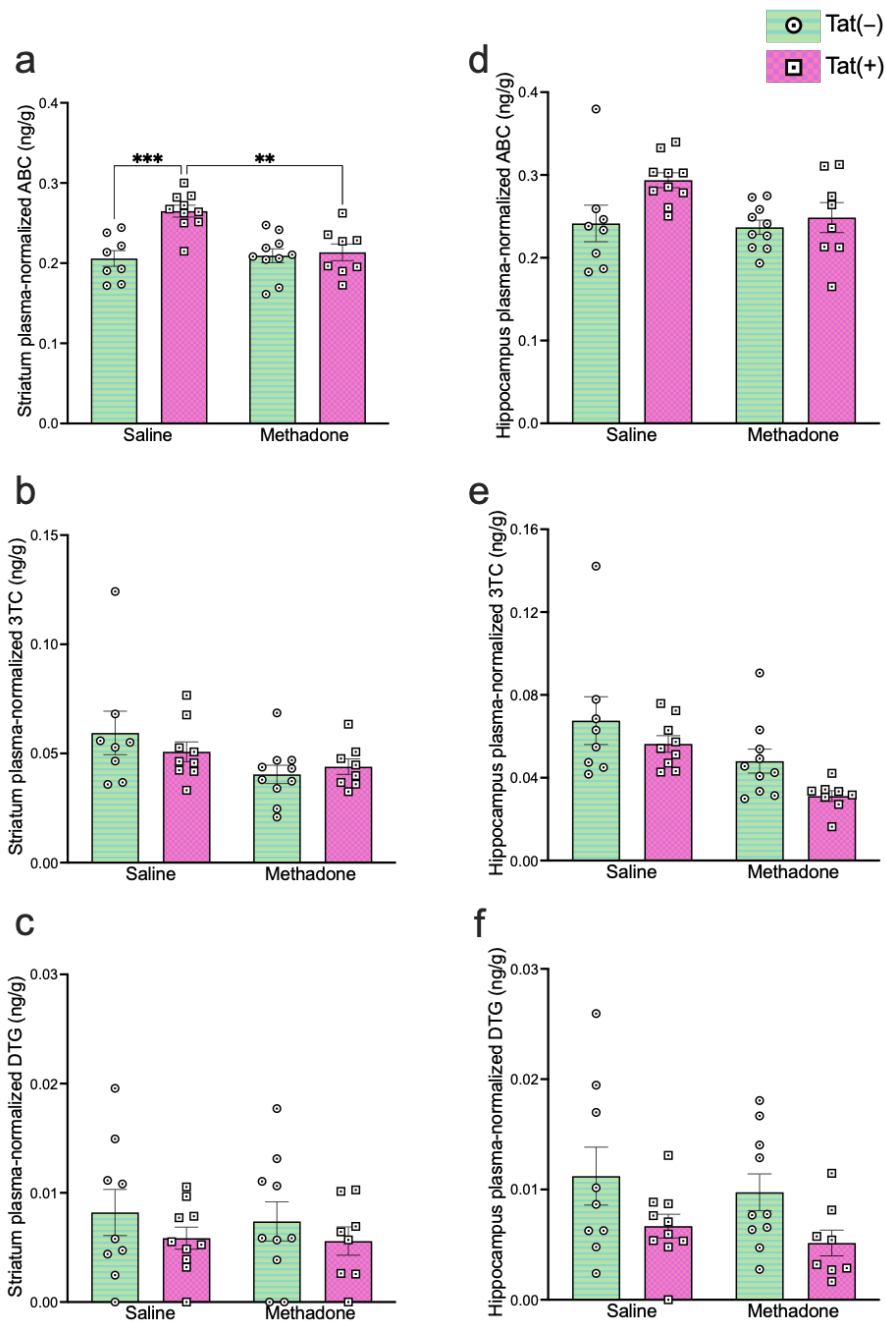 Tat(−)
Tat(+)
a
Striatum plasma-normalized ABC (ng/g)
0.4
0.3
0.2
0.1
0.0
***
**
Saline
Methadone
d
Hippocampus plasma-normalized ABC (ng/g)
0.4
0.3
0.2
0.1
0.0
Saline
Methadone
b
Striatum plasma-normalized 3TC (ng/g)
0.15
0.10
0.05
0.00
Saline
Methadone
e
Hippocampus plasma-normalized 3TC (ng/g)
0.16
0.12
0.08
0.04
0.00
Saline
Methadone
c
Striatum plasma-normalized DTG (ng/g)
0.03
0.02
0.01
0.00
Saline
Methadone
f
Hippocampus plasma-normalized DTG (ng/g)
0.03
0.02
0.01
0.00
Saline
Methadone